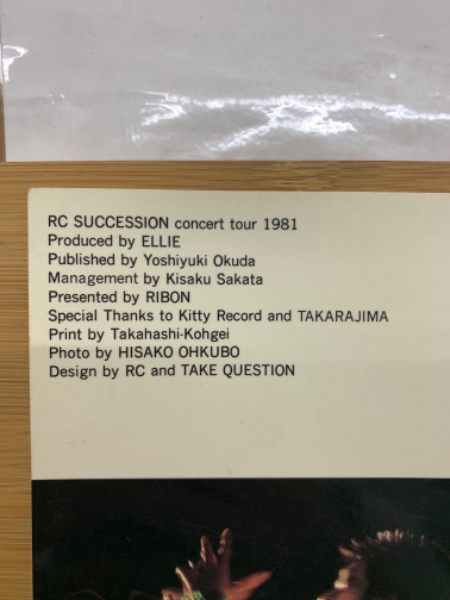 RC SUCCESSION concert tour 1981
Produced by ELLIE
Published by Yoshiyuki Okuda
Management by Kisaku Sakata
Presented by RIBON
Special Thanks to Kitty Record and TAKARAJIMA
Print by Takahashi-Kohgei
Photo by HISAKO OHKUBO
Design by RC and TAKE QUESTION